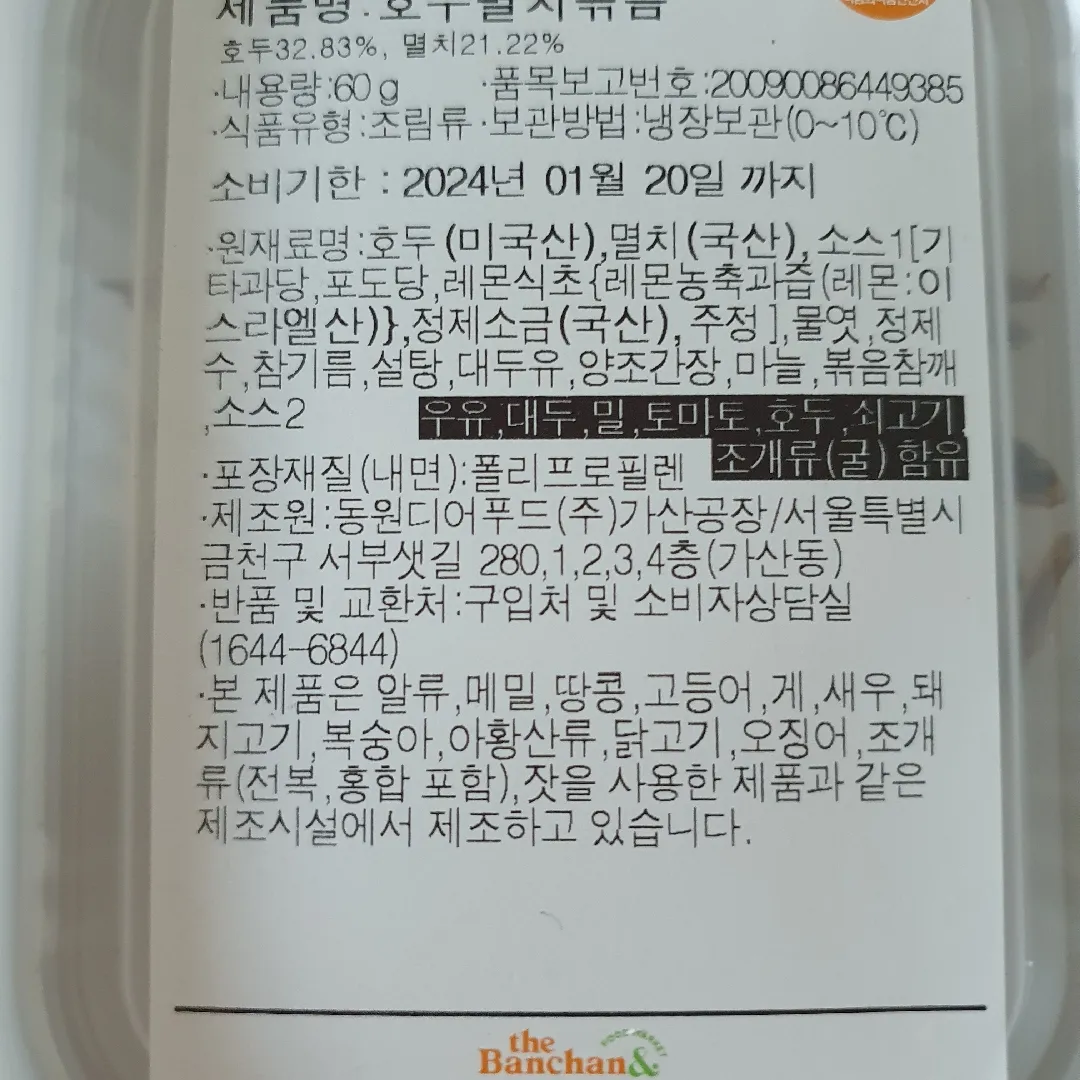 제품명:호두멸치볶음
호두32.83%, 멸치21.22%
·내용량:60g ·품목보고번호:20090086449385
·식품유형:조림류 ·보관방법:냉장보관(0~10℃)
소비기한 : 2024년 01월 20일 까지
·원재료명:호두(미국산),멸치(국산),소스1[기
타과당,포도당,레몬식초{레몬농축과즙(레몬:이
스라엘산)},정제소금(국산),주정],물엿,정제
수,참기름,설탕,대두유,양조간장,마늘,볶음참깨
,소스2 우유,대두,밀,토마토,호두,쇠고기,
조개류(굴)함유
·포장재질(내면):폴리프로필렌
·제조원:동원디어푸드(주)가산공장/서울특별시
금천구 서부샛길 280,1,2,3,4층(가산동)
·반품 및 교환처:구입처 및 소비자상담실
(1644-6844)
·본 제품은 알류,메밀,땅콩,고등어,게,새우,돼
지고기,복숭아,아황산류,닭고기,오징어,조개
류(전복,홍합 포함),잣을 사용한 제품과 같은
제조시설에서 제조하고 있습니다.
the
Banchan&
FOOD MARKET